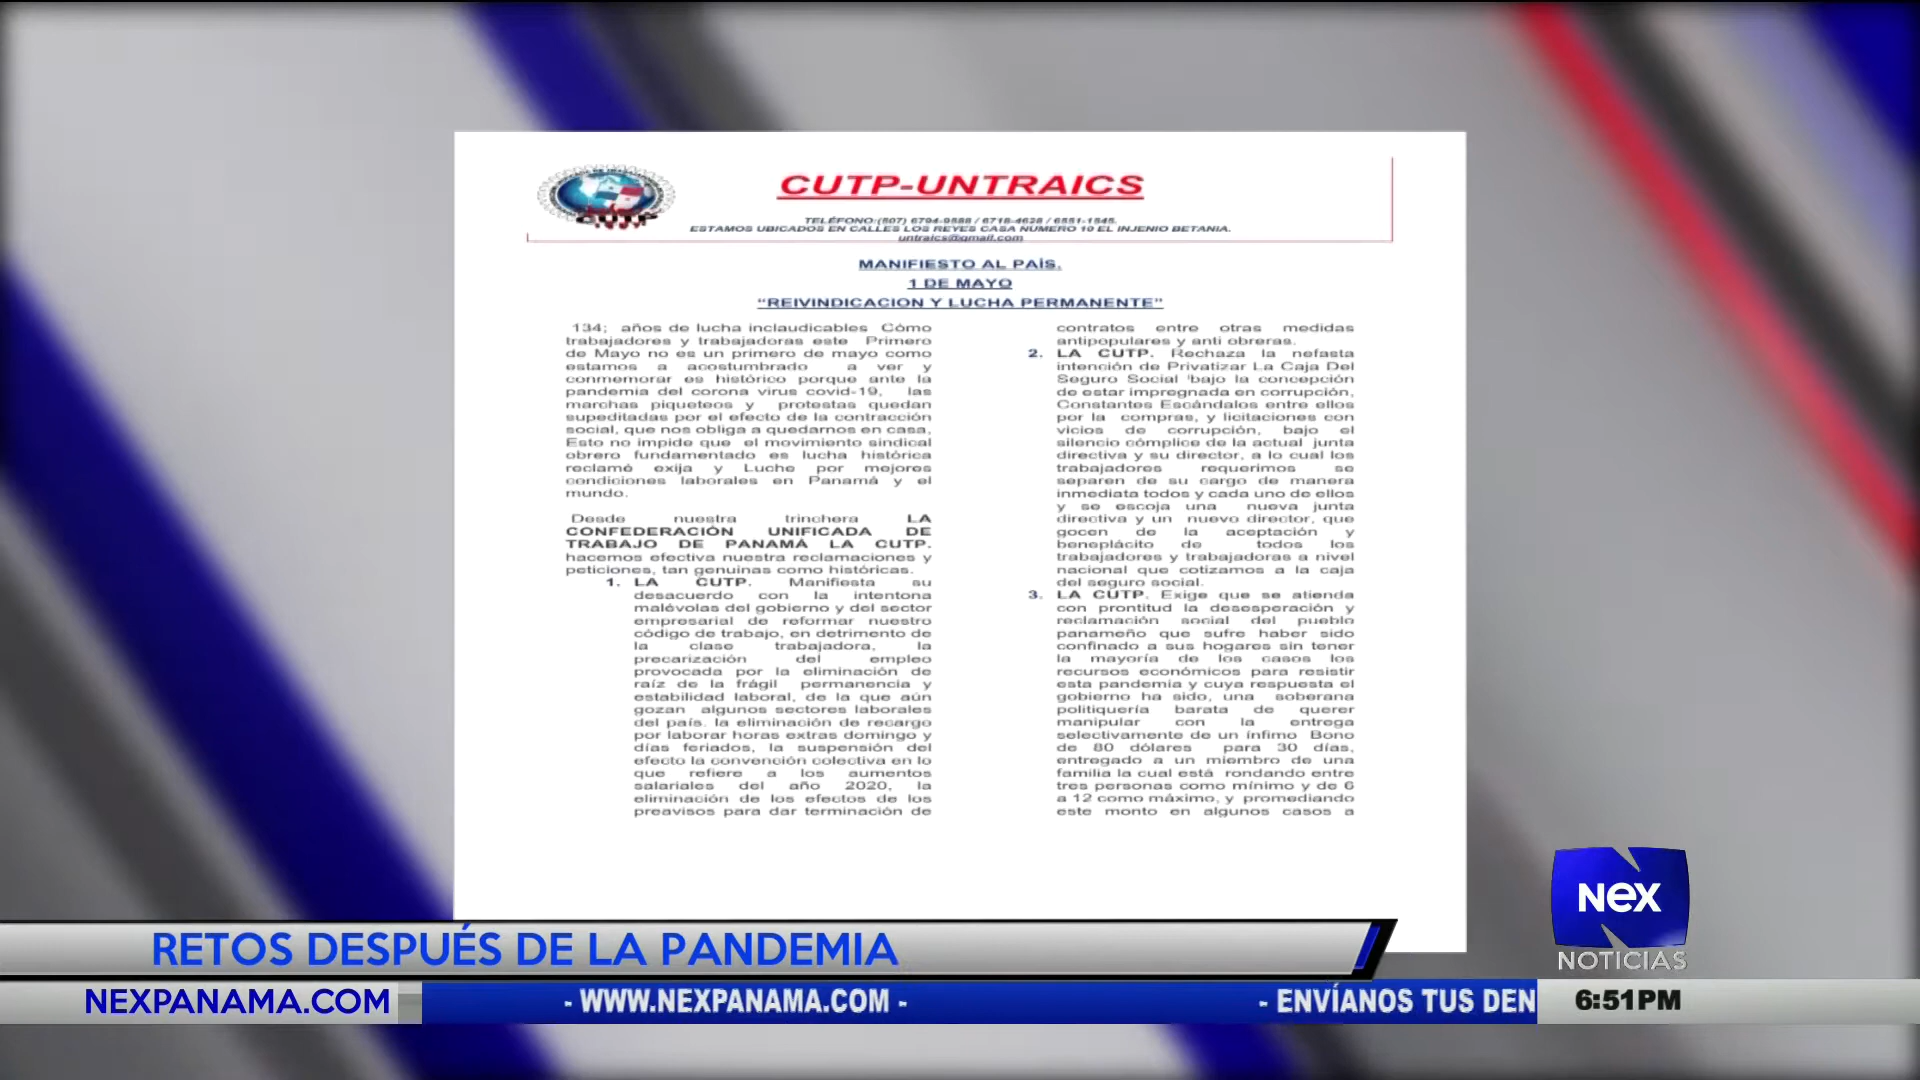 CUTP-UNTRAICS
CUTP
TELÉFONO:(507) 6794-9588 / 6718-4628 / 6551-1545.
ESTAMOS UBICADOS EN CALLES LOS REYES CASA NUMERO 10 EL INJENIO BETANIA.
untraics@gmail.com
MANIFIESTO AL PAÍS.
1 DE MAYO
“REIVINDICACION Y LUCHA PERMANENTE”
134; años de lucha inclaudicables Cómo
trabajadores y trabajadoras este Primero
de Mayo no es un primero de mayo como
estamos a acostumbrado a ver y
conmemorar es histórico porque ante la
pandemia del corona virus covid-19, las
marchas piqueteos y protestas quedan
supeditadas por el efecto de la contracción
social, que nos obliga a quedarnos en casa,
Esto no impide que el movimiento sindical
obrero fundamentado es lucha histórica
reclamé exija y Luche por mejores
condiciones laborales en Panamá y el
mundo.
Desde nuestra trinchera LA
CONFEDERACIÓN UNIFICADA DE
TRABAJO DE PANAMÁ LA CUTP.
hacemos efectiva nuestra reclamaciones y
peticiones, tan genuinas como históricas.
1. LA CUTP. Manifiesta su
desacuerdo con la intentona
malévolas del gobierno y del sector
empresarial de reformar nuestro
código de trabajo, en detrimento de
la clase trabajadora, la
precarización del empleo
provocada por la eliminación de
raíz de la frágil permanencia y
estabilidad laboral, de la que aún
gozan algunos sectores laborales
del país. la eliminación de recargo
por laborar horas extras domingo y
días feriados, la suspensión del
efecto la convención colectiva en lo
que refiere a los aumentos
salariales del año 2020, la
eliminación de los efectos de los
preavisos para dar terminación de
contratos entre otras medidas
antipopulares y anti obreras.
2. LA CUTP. Rechaza la nefasta
intención de Privatizar La Caja Del
Seguro Social bajo la concepción
de estar impregnada en corrupción,
Constantes Escándalos entre ellos
por la compras, y licitaciones con
vicios de corrupción, bajo el
silencio cómplice de la actual junta
directiva y su director, a lo cual los
trabajadores requerimos se
separen de su cargo de manera
inmediata todos y cada uno de ellos
y se escoja una nueva junta
directiva y un nuevo director, que
gocen de la aceptación y
beneplácito de todos los
trabajadores y trabajadoras a nivel
nacional que cotizamos a la caja
del seguro social.
3. LA CUTP. Exige que se atienda
con prontitud la desesperación y
reclamación social del pueblo
panameño que sufre haber sido
confinado a sus hogares sin tener
la mayoría de los casos los
recursos económicos para resistir
esta pandemia y cuya respuesta el
gobierno ha sido, una soberana
politiquería barata de querer
manipular con la entrega
selectivamente de un ínfimo Bono
de 80 dólares para 30 días,
entregado a un miembro de una
familia la cual está rondando entre
tres personas como mínimo y de 6
a 12 como máximo, y promediando
este monto en algunos casos a
RETOS DESPUÉS DE LA PANDEMIA
NEX
NOTICIAS
NEXPANAMA.COM
- WWW.NEXPANAMA.COM -
- ENVÍANOS TUS DEN
6:51PM